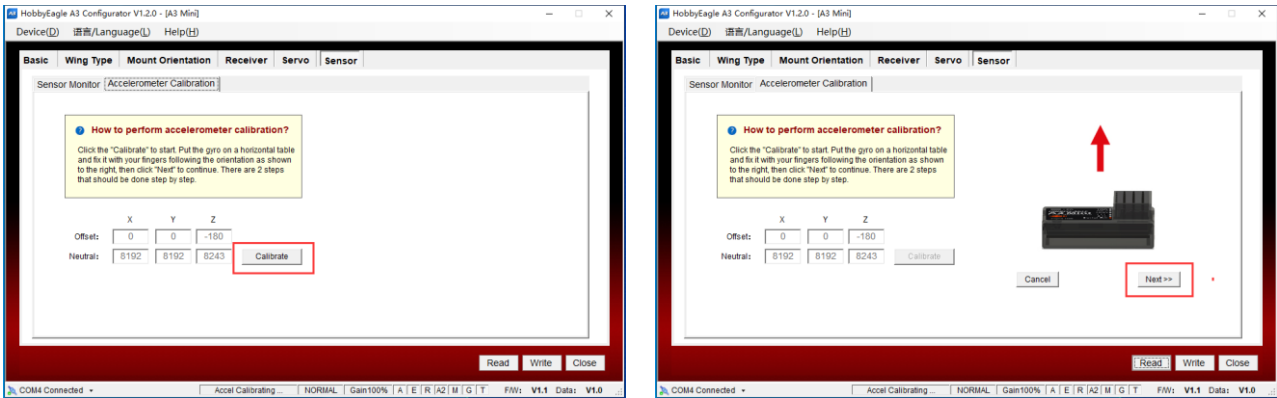 HobbyEagle A3 Configurator V1.2.0 - [A3 Mini]
Device(D) 语言/Language(L) Help(H)
Basic Wing Type Mount Orientation Receiver Servo Sensor
Sensor Monitor Accelerometer Calibration
How to perform accelerometer calibration?
Click the "Calibrate" to start. Put the gyro on a horizontal table
and fix it with your fingers following the orientation as shown
to the right, then click "Next" to continue. There are 2 steps
that should be done step by step.
X Y Z
Offset: 0 0 -180
Neutral: 8192 8192 8243 Calibrate
Read Write Close
COM4 Connected Accel Calibrating ... NORMAL Gain100% A E R A2 M G T F/W: V1.1 Data: V1.0
HobbyEagle A3 Configurator V1.2.0 - [A3 Mini]
Device(D) 语言/Language(L) Help(H)
Basic Wing Type Mount Orientation Receiver Servo Sensor
Sensor Monitor Accelerometer Calibration
How to perform accelerometer calibration?
Click the "Calibrate" to start. Put the gyro on a horizontal table
and fix it with your fingers following the orientation as shown
to the right, then click "Next" to continue. There are 2 steps
that should be done step by step.
X Y Z
Offset: 0 0 -180
Neutral: 8192 8192 8243 Calibrate
Cancel Next >> *
Read Write Close
COM4 Connected Accel Calibrating ... NORMAL Gain100% A E R A2 M G T F/W: V1.1 Data: V1.0